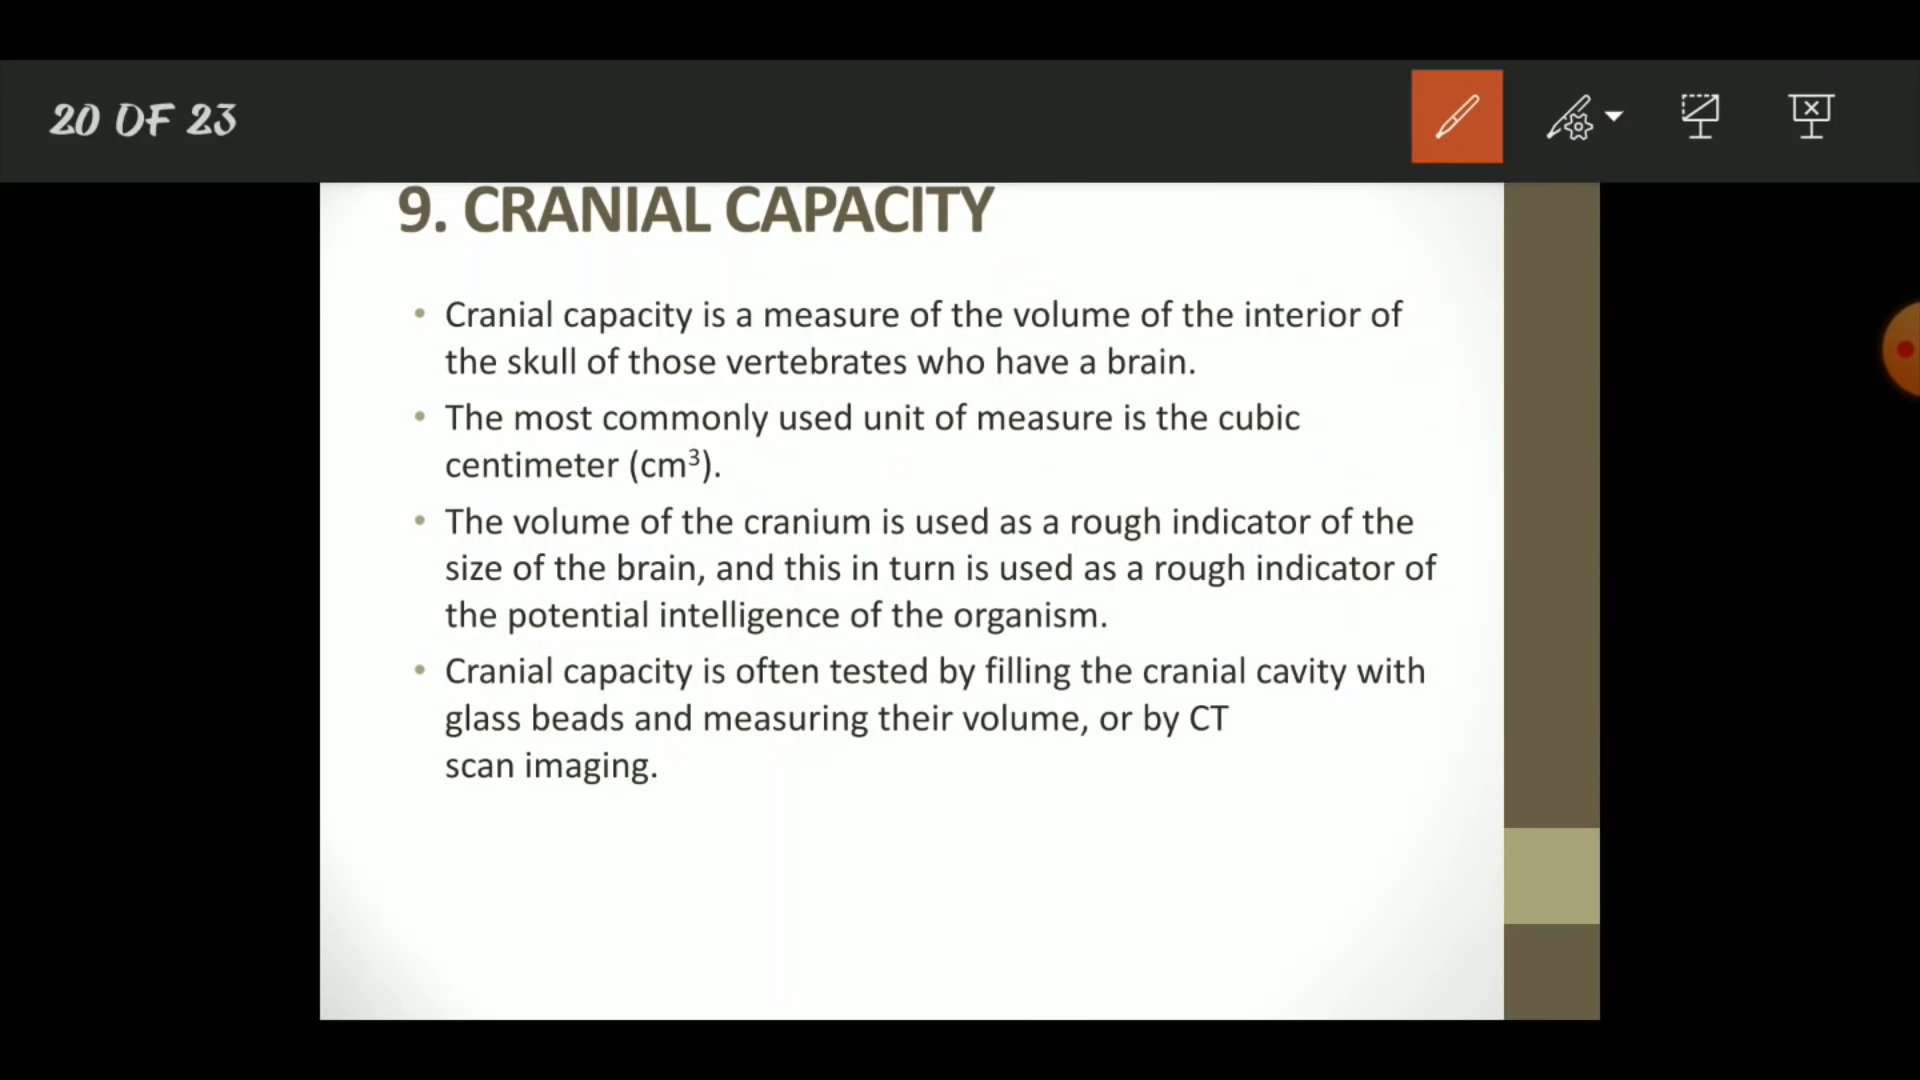 20 OF 23
9. CRANIAL CAPACITY
• Cranial capacity is a measure of the volume of the interior of
the skull of those vertebrates who have a brain.
• The most commonly used unit of measure is the cubic
centimeter (cm³).
• The volume of the cranium is used as a rough indicator of the
size of the brain, and this in turn is used as a rough indicator of
the potential intelligence of the organism.
• Cranial capacity is often tested by filling the cranial cavity with
glass beads and measuring their volume, or by CT
scan imaging.